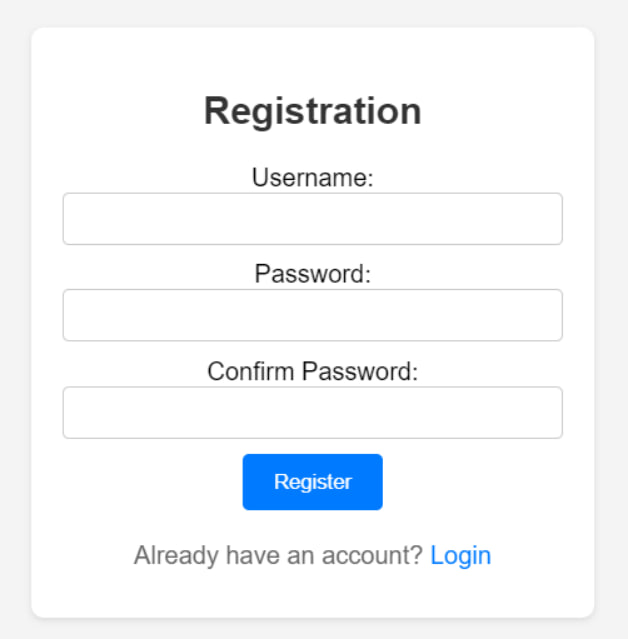 Registration
Username:
Password:
Confirm Password:
Register
Already have an account? Login